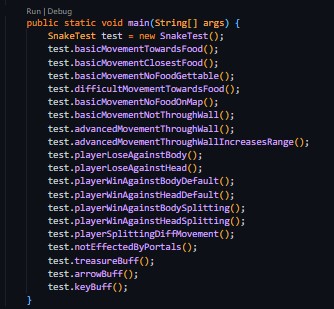 Run | Debug
public static void main(String[] args) {
SnakeTest test = new SnakeTest();
test.basicMovementTowardsFood();
test.basicMovementClosestFood();
test.basicMovementNoFoodGettable();
test.difficultMovementTowardsFood();
test.basicMovementNoFoodOnMap();
test.basicMovementNotThroughWall();
test.advancedMovementThroughWall();
test.advancedMovementThroughWallIncreasesRange();
test.playerLoseAgainstBody();
test.playerLoseAgainstHead();
test.playerWinAgainstBodyDefault();
test.playerWinAgainstHeadDefault();
test.playerWinAgainstBodySplitting();
test.playerWinAgainstHeadSplitting();
test.playerSplittingDiffMovement();
test.notEffectedByPortals();
test.treasureBuff();
test.arrowBuff();
test.keyBuff();
}